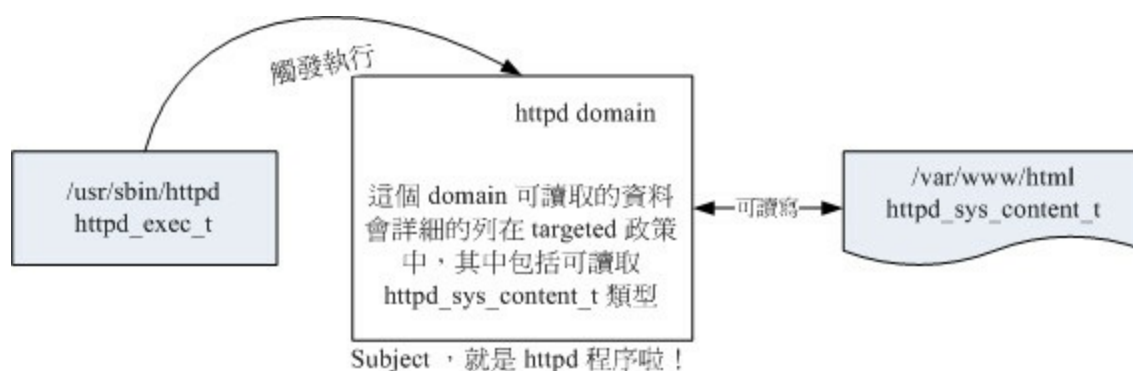 觸發執行
/usr/sbin/httpd
httpd_exec_t
httpd domain
這個 domain 可讀取的資料
會詳細的列在 targeted 政策
中，其中包括可讀取
httpd_sys_content_t 類型
Subject ，就是 httpd 程序啦！
可讀寫
/var/www/html
httpd_sys_content_t